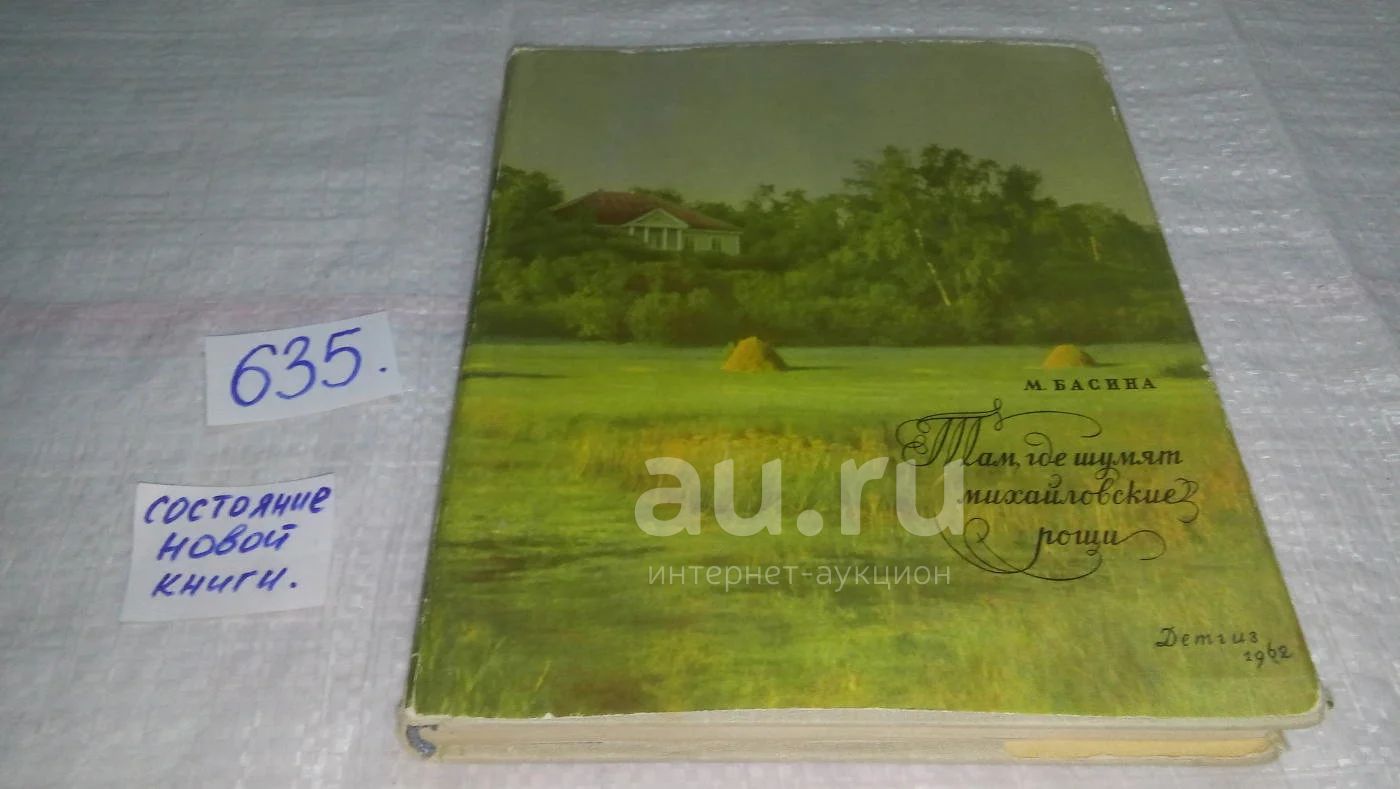 635.
СОСТОЯНИЕ
НОВОЙ
КНИГИ.
М. БАСИНА
Там, где шумят
михайловские
рощи
Детгиз
1962
au.ru
интернет-аукцион